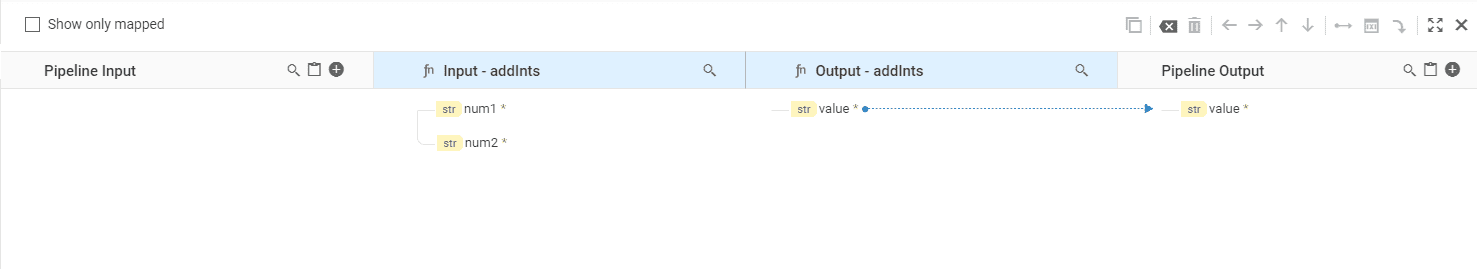 Show only mapped
Pipeline Input
fn Input - addInts
fn Output - addInts
Pipeline Output
str num1 *
str value *
str value *
str num2 *